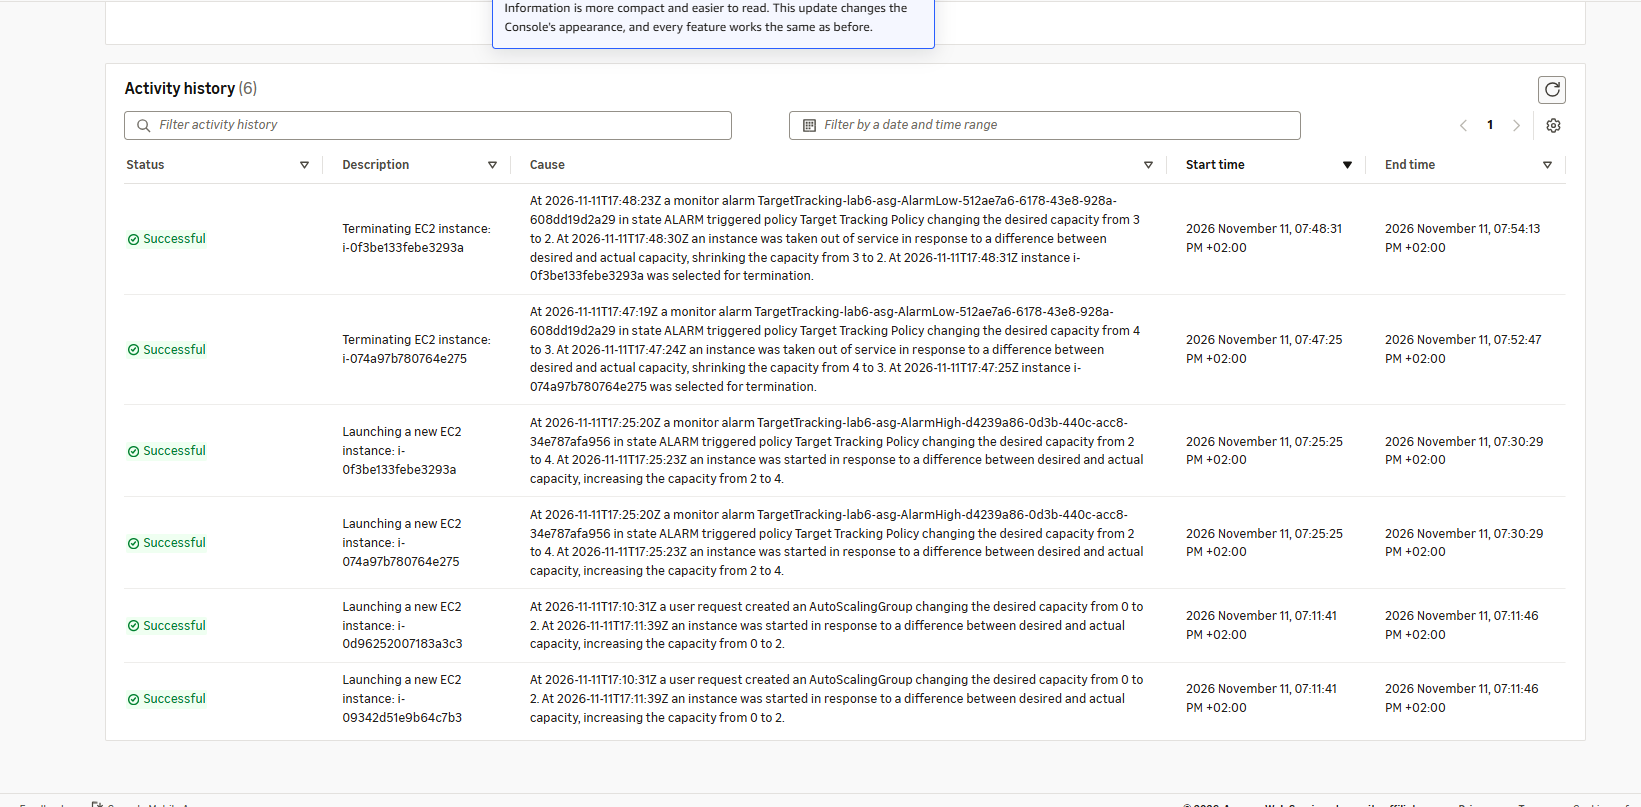 Information is more compact and easier to read. This update changes the
Console's appearance, and every feature works the same as before.
Activity history (6)
Filter activity history
Filter by a date and time range
1
Status
Description
Cause
Start time
End time
Successful
Terminating EC2 instance:
i-0f3be133febe3293a
At 2026-11-11T17:48:23Z a monitor alarm TargetTracking-lab6-asg-AlarmLow-512ae7a6-6178-43e8-928a-
608dd19d2a29 in state ALARM triggered policy Target Tracking Policy changing the desired capacity from 3
to 2. At 2026-11-11T17:48:30Z an instance was taken out of service in response to a difference between
desired and actual capacity, shrinking the capacity from 3 to 2. At 2026-11-11T17:48:31Z instance i-
0f3be133febe3293a was selected for termination.
2026 November 11, 07:48:31
PM +02:00
2026 November 11, 07:54:13
PM +02:00
Successful
Terminating EC2 instance:
i-074a97b780764e275
At 2026-11-11T17:47:19Z a monitor alarm TargetTracking-lab6-asg-AlarmLow-512ae7a6-6178-43e8-928a-
608dd19d2a29 in state ALARM triggered policy Target Tracking Policy changing the desired capacity from 4
to 3. At 2026-11-11T17:47:24Z an instance was taken out of service in response to a difference between
desired and actual capacity, shrinking the capacity from 4 to 3. At 2026-11-11T17:47:25Z instance i-
074a97b780764e275 was selected for termination.
2026 November 11, 07:47:25
PM +02:00
2026 November 11, 07:52:47
PM +02:00
Successful
Launching a new EC2
instance: i-
0f3be133febe3293a
At 2026-11-11T17:25:20Z a monitor alarm TargetTracking-lab6-asg-AlarmHigh-d4239a86-0d3b-440c-acc8-
34e787afa956 in state ALARM triggered policy Target Tracking Policy changing the desired capacity from 2
to 4. At 2026-11-11T17:25:23Z an instance was started in response to a difference between desired and actual
capacity, increasing the capacity from 2 to 4.
2026 November 11, 07:25:25
PM +02:00
2026 November 11, 07:30:29
PM +02:00
Successful
Launching a new EC2
instance: i-
074a97b780764e275
At 2026-11-11T17:25:20Z a monitor alarm TargetTracking-lab6-asg-AlarmHigh-d4239a86-0d3b-440c-acc8-
34e787afa956 in state ALARM triggered policy Target Tracking Policy changing the desired capacity from 2
to 4. At 2026-11-11T17:25:23Z an instance was started in response to a difference between desired and actual
capacity, increasing the capacity from 2 to 4.
2026 November 11, 07:25:25
PM +02:00
2026 November 11, 07:30:29
PM +02:00
Successful
Launching a new EC2
instance: i-
0d96252007183a3c3
At 2026-11-11T17:10:31Z a user request created an AutoScalingGroup changing the desired capacity from 0 to
2. At 2026-11-11T17:11:39Z an instance was started in response to a difference between desired and actual
capacity, increasing the capacity from 0 to 2.
2026 November 11, 07:11:41
PM +02:00
2026 November 11, 07:11:46
PM +02:00
Successful
Launching a new EC2
instance: i-
09342d51e9b64c7b3
At 2026-11-11T17:10:31Z a user request created an AutoScalingGroup changing the desired capacity from 0 to
2. At 2026-11-11T17:11:39Z an instance was started in response to a difference between desired and actual
capacity, increasing the capacity from 0 to 2.
2026 November 11, 07:11:41
PM +02:00
2026 November 11, 07:11:46
PM +02:00